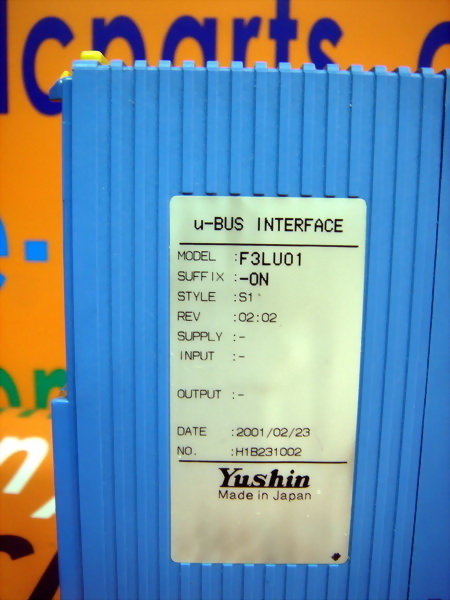 lcparts.c
u-BUS INTERFACE
MODEL :F3LU01
SUFFIX :-0N
STYLE :S1
REV :02:02
SUPPLY :-
INPUT :-
OUTPUT :-
DATE :2001/02/23
NO. :H1B231002
Yushin
Made in Japan